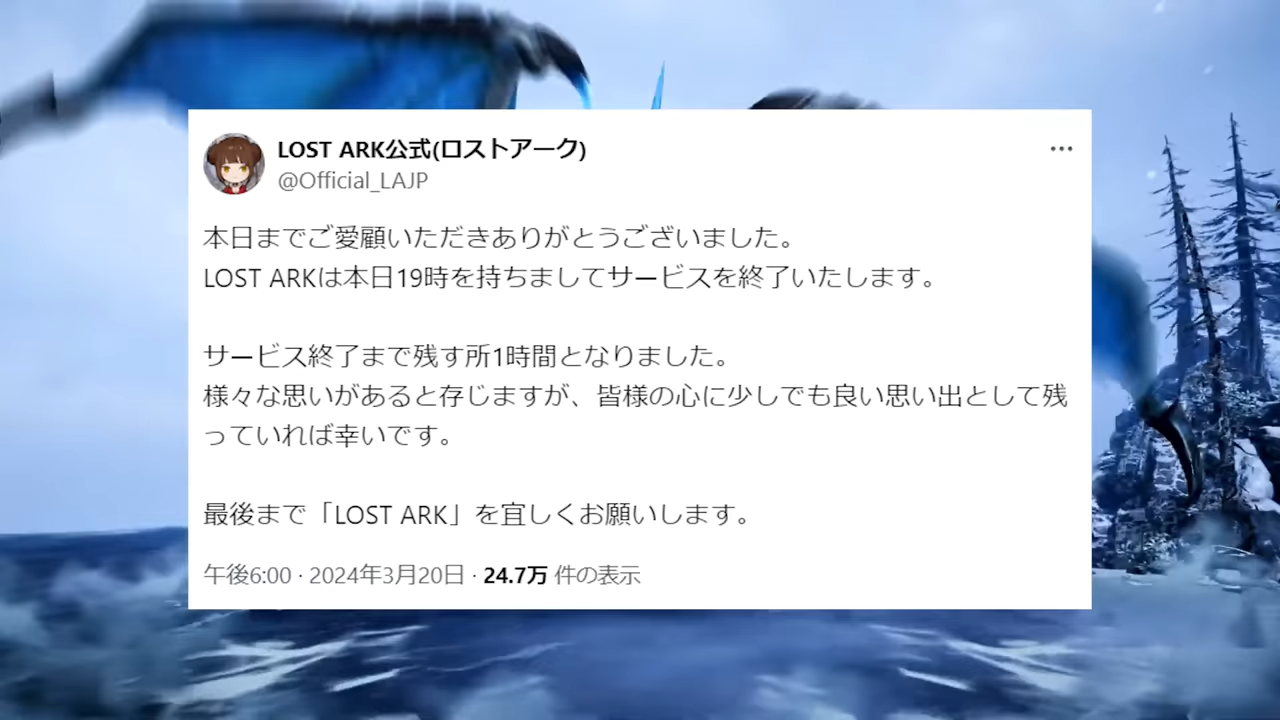 LOST ARK公式(ロストアーク)
@Official_LAJP
本日までご愛顧いただきありがとうございました。
LOST ARKは本日19時を持ちましてサービスを終了いたします。
サービス終了まで残す所1時間となりました。
様々な思いがあると存じますが、皆様の心に少しでも良い思い出として残
っていれば幸いです。
最後まで「LOST ARK」を宜しくお願いします。
午後6:00 · 2024年3月20日 · 24.7万 件の表示